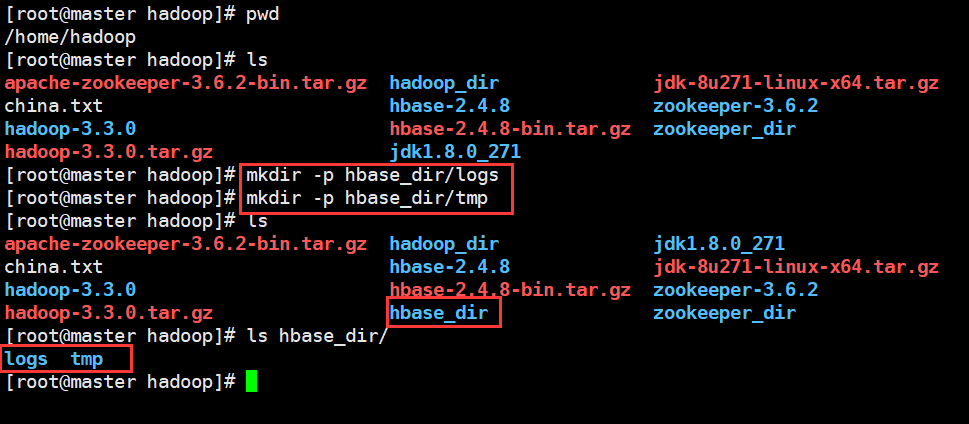 [root@master hadoop]# pwd
/home/hadoop
[root@master hadoop]# ls
apache-zookeeper-3.6.2-bin.tar.gz  hadoop_dir              jdk-8u271-linux-x64.tar.gz
china.txt                          hbase-2.4.8             zookeeper-3.6.2
hadoop-3.3.0                       hbase-2.4.8-bin.tar.gz  zookeeper_dir
hadoop-3.3.0.tar.gz                jdk1.8.0_271
[root@master hadoop]# mkdir -p hbase_dir/logs
[root@master hadoop]# mkdir -p hbase_dir/tmp
[root@master hadoop]# ls
apache-zookeeper-3.6.2-bin.tar.gz  hadoop_dir              jdk1.8.0_271
china.txt                          hbase-2.4.8             jdk-8u271-linux-x64.tar.gz
hadoop-3.3.0                       hbase-2.4.8-bin.tar.gz  zookeeper-3.6.2
hadoop-3.3.0.tar.gz                hbase_dir               zookeeper_dir
[root@master hadoop]# ls hbase_dir/
logs  tmp
[root@master hadoop]#